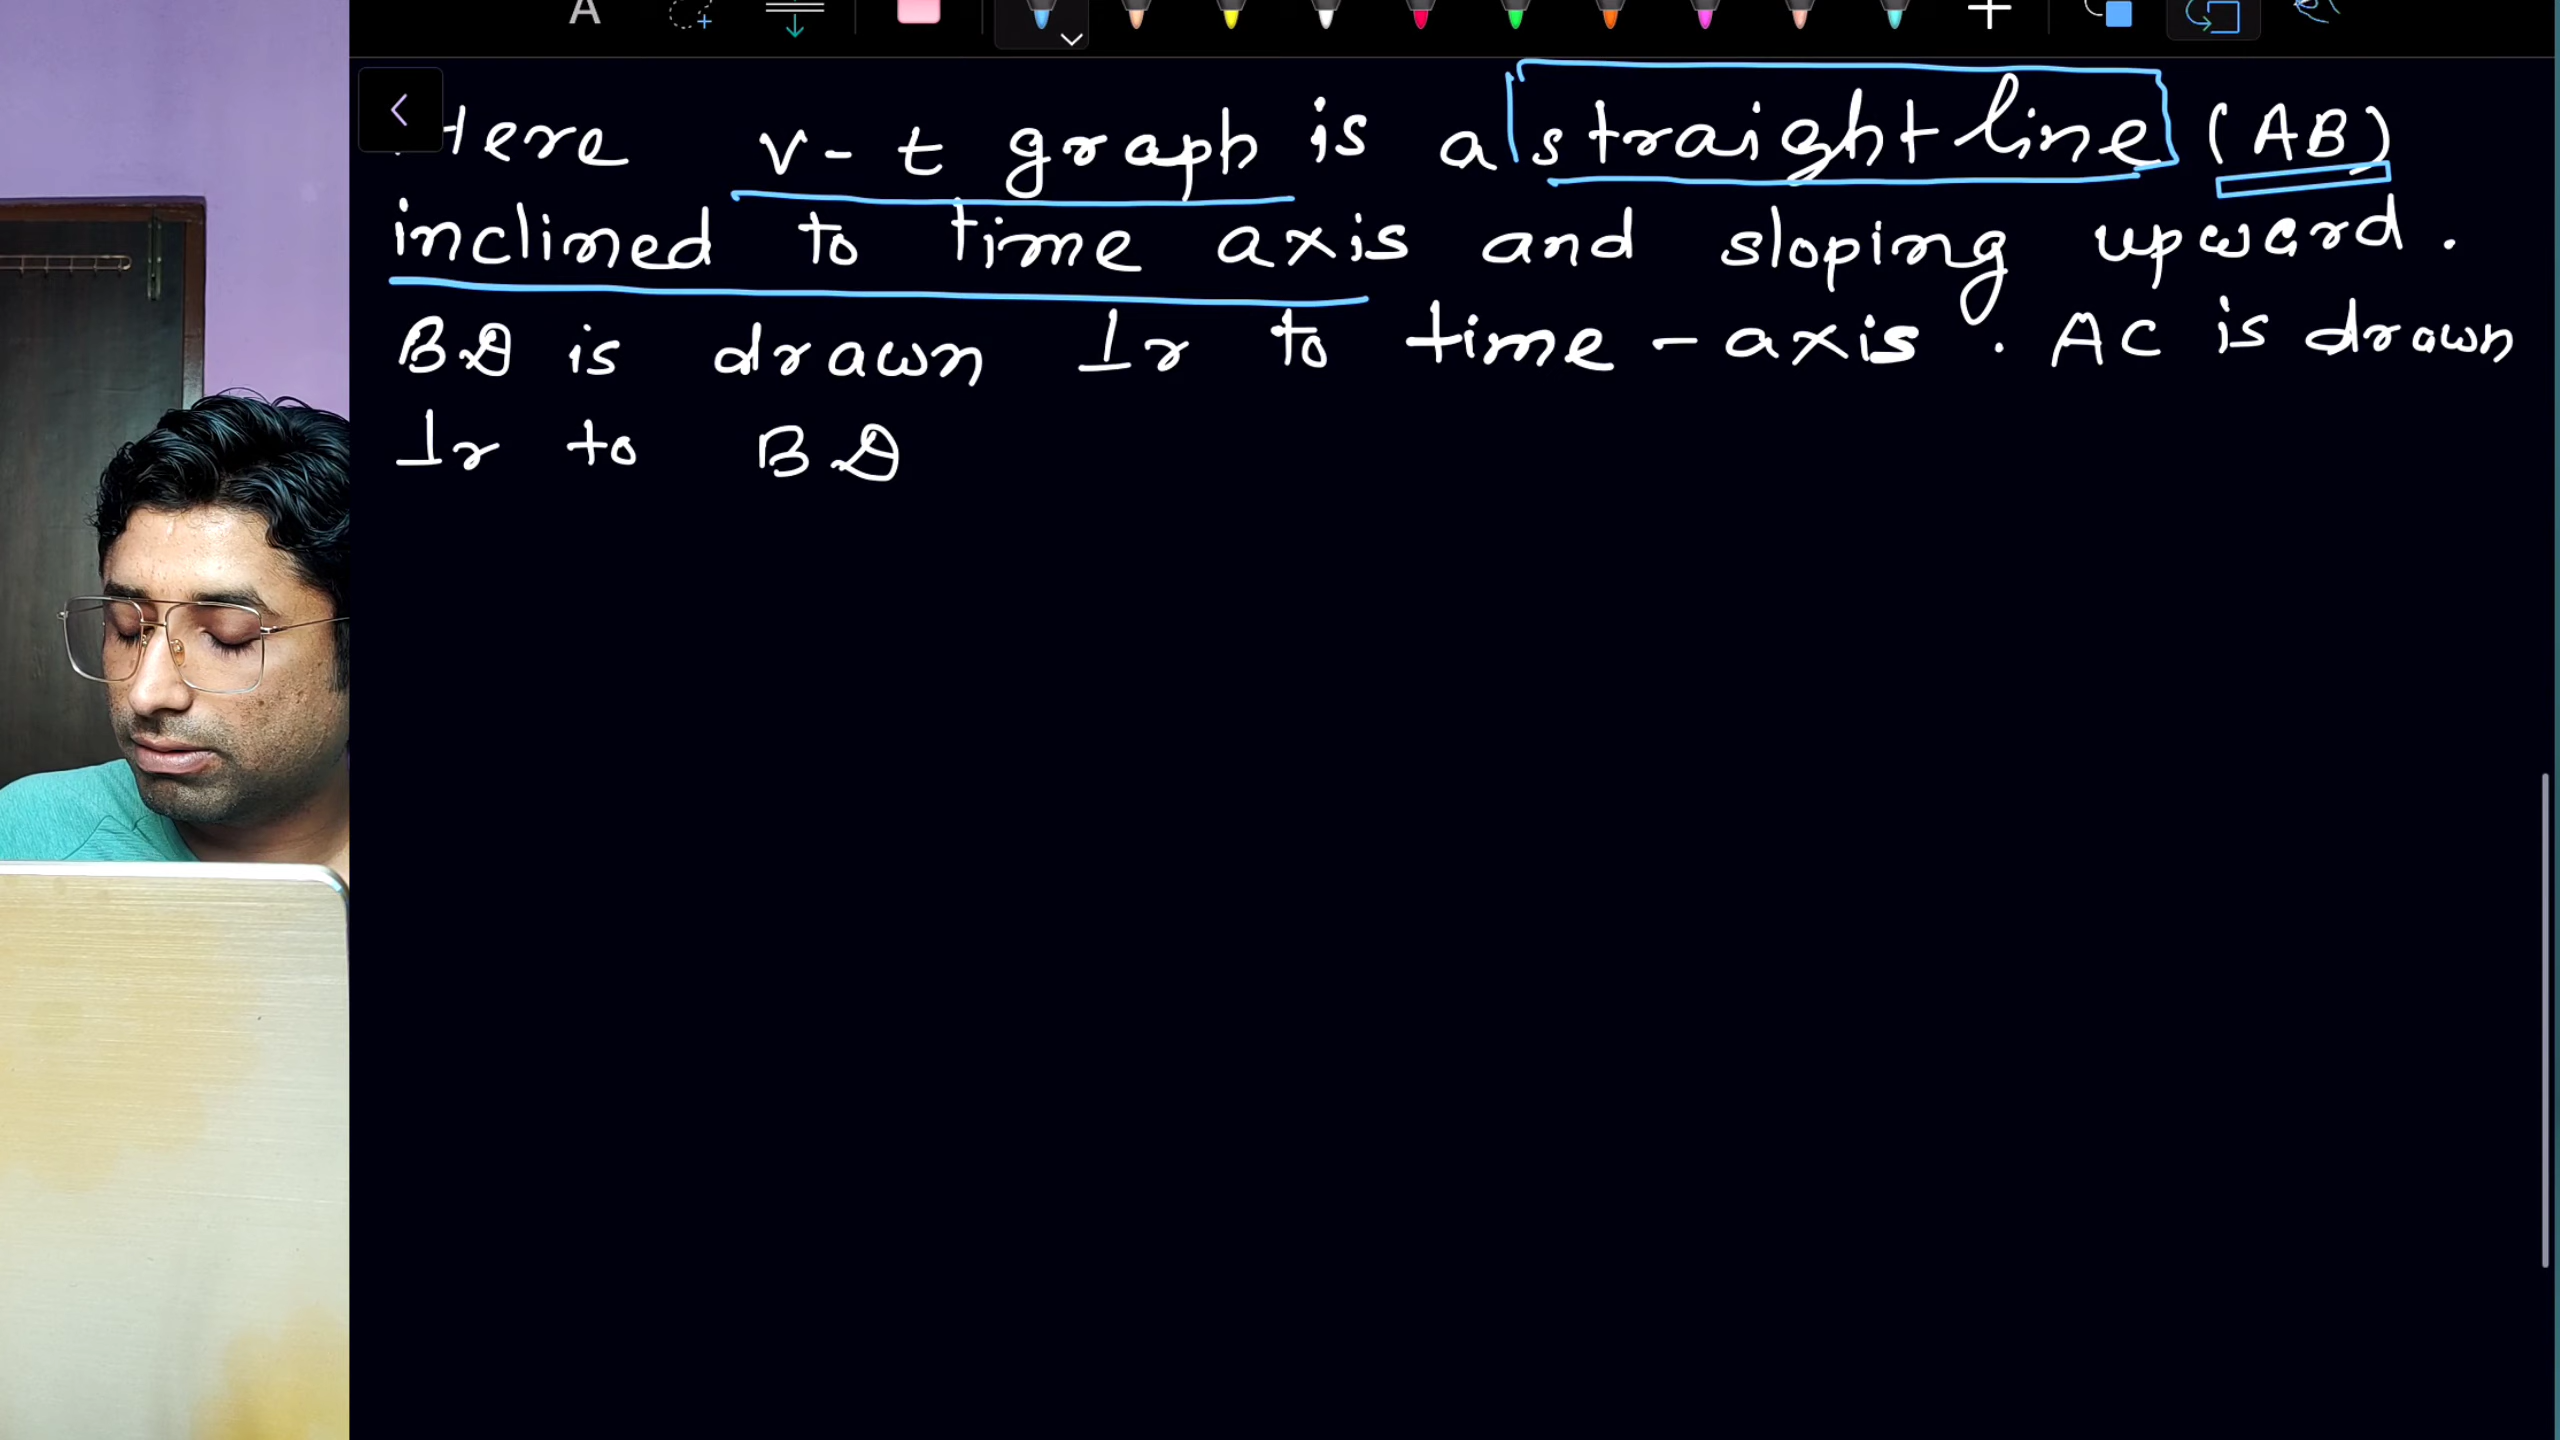 Here v-t graph is a straight line (AB)
inclined to time axis and sloping upward.
BD is drawn ⊥r to time-axis. AC is drawn
⊥r to BD